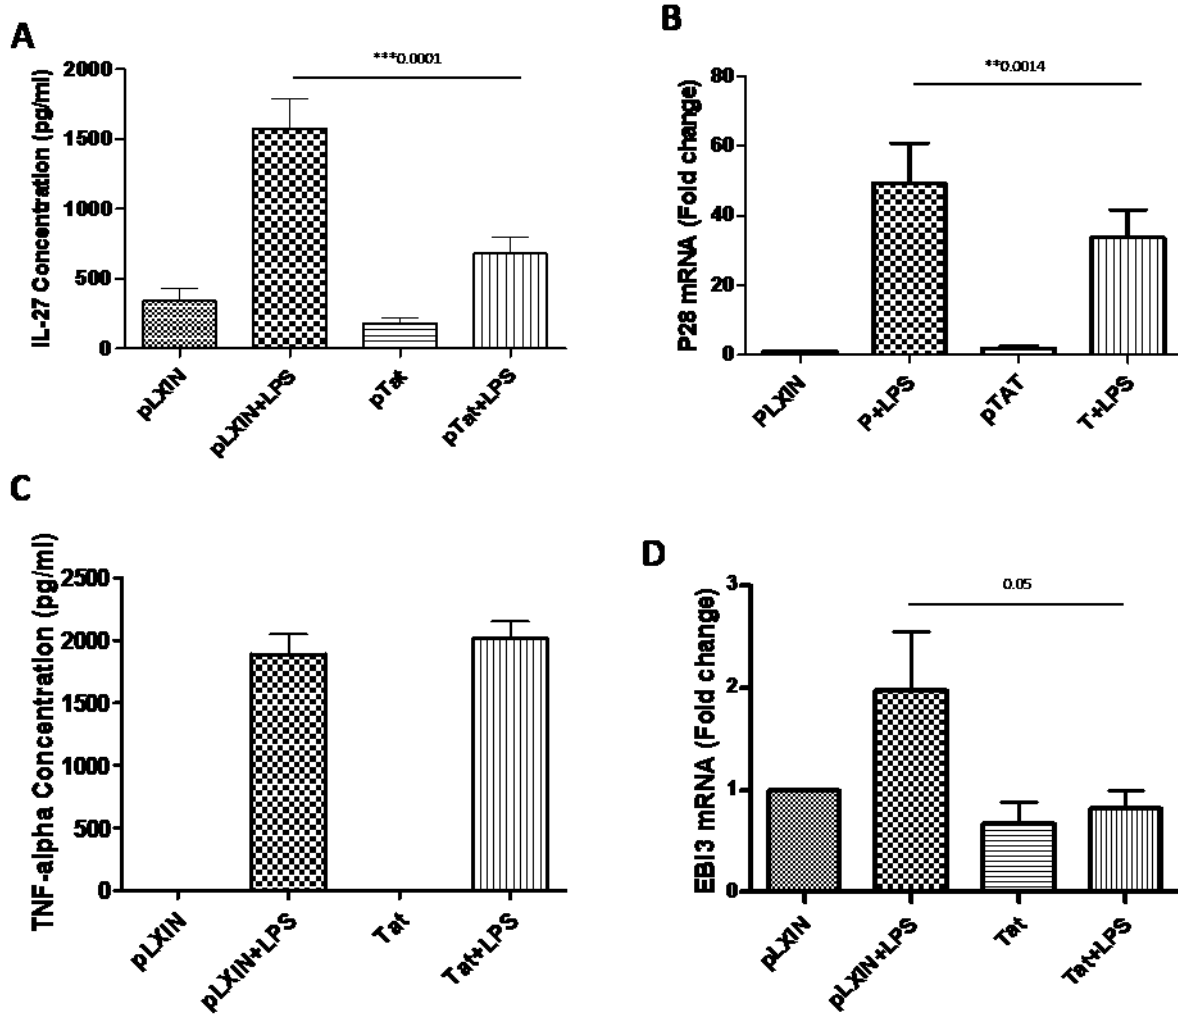 A
IL-27 Concentration (pg/ml)
2000
1500
1000
500
0
***0.0001
pLXIN
pLXIN+LPS
pTat
pTat+LPS
B
P28 mRNA (Fold change)
80
60
40
20
0
**0.0014
PLXIN
P+LPS
pTAT
T+LPS
C
TNF-alpha Concentration (pg/ml)
2500
2000
1500
1000
500
0
pLXIN
pLXIN+LPS
Tat
Tat+LPS
D
EBI3 mRNA (Fold change)
3
2
1
0
0.05
pLXIN
pLXIN+LPS
Tat
Tat+LPS